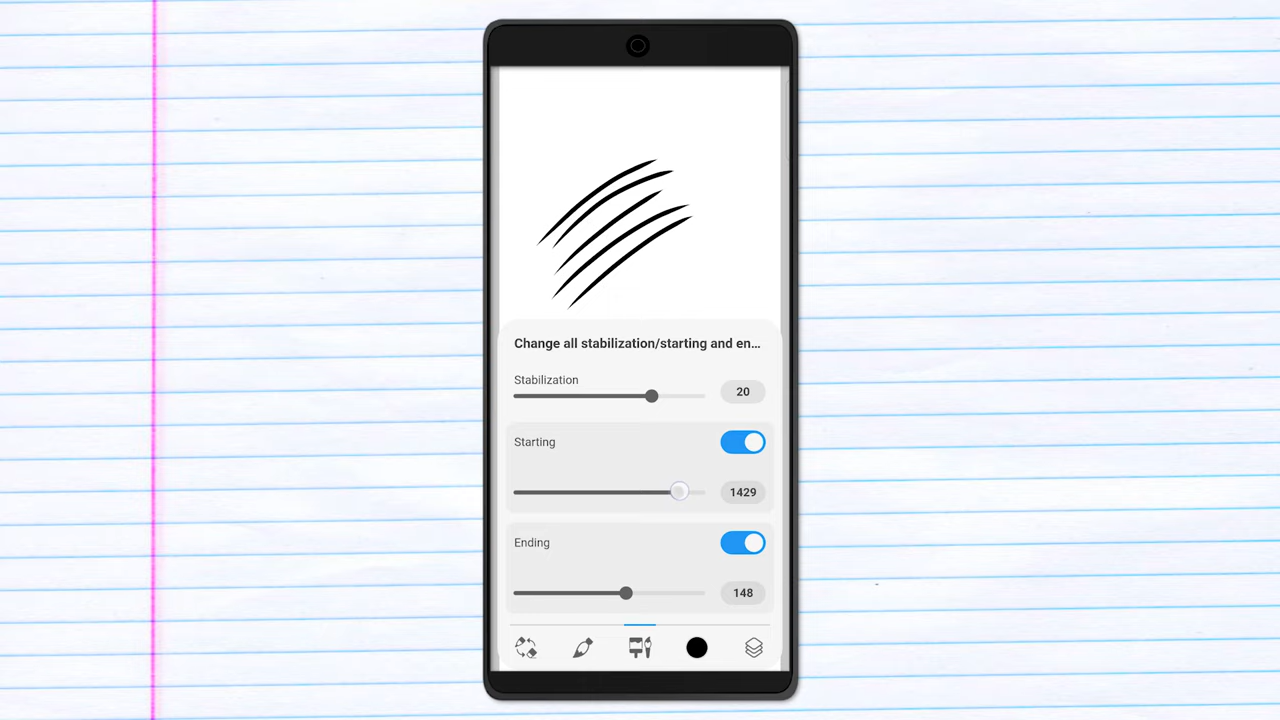 Change all stabilization/starting and en...
Stabilization
20
Starting
1429
Ending
148